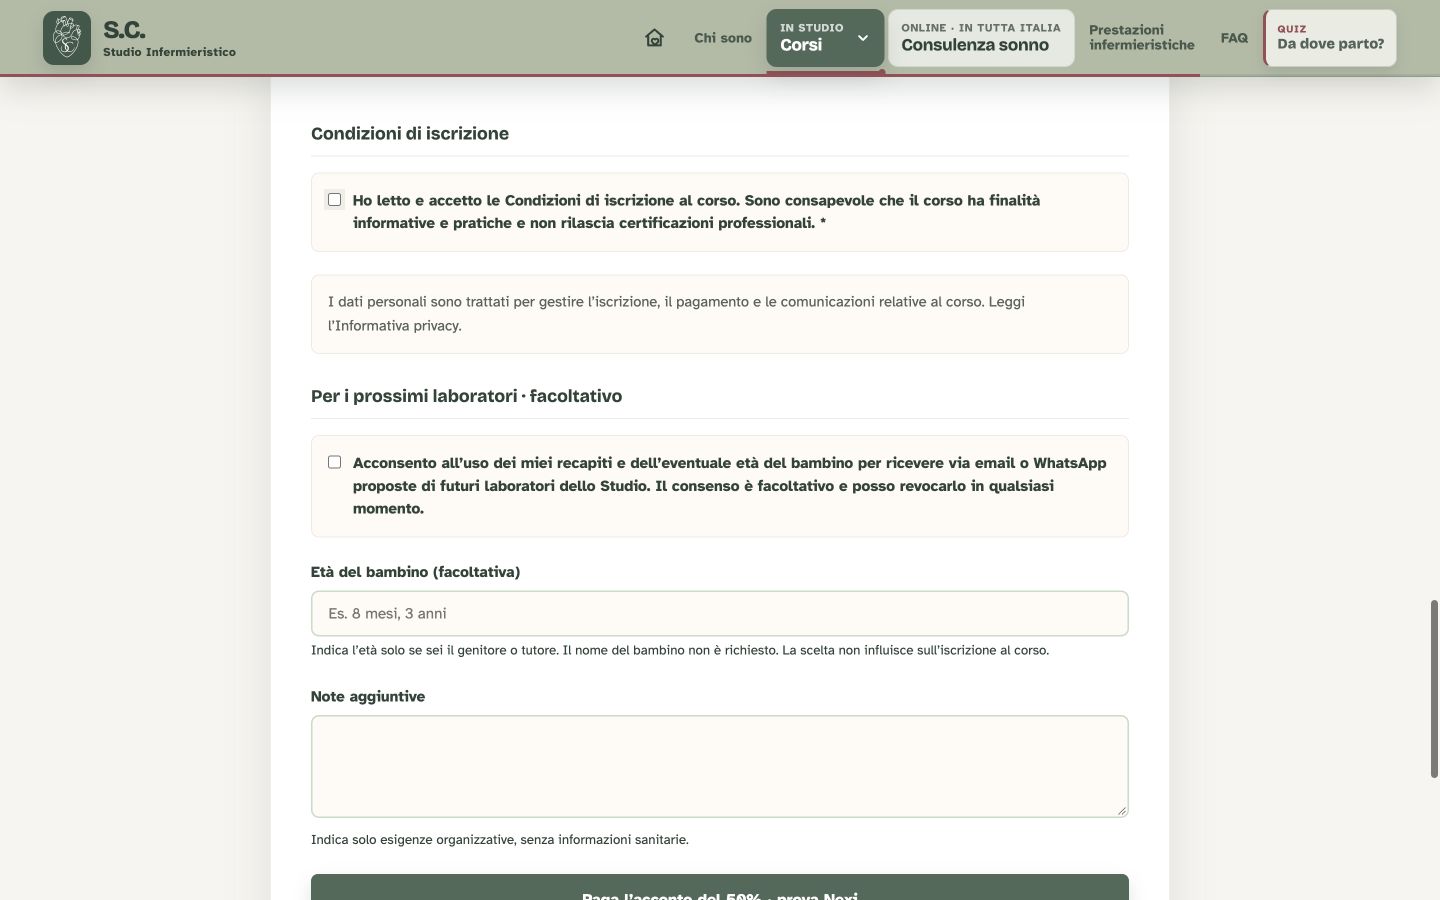 S.C.
Studio Infermieristico
Chi sono
IN STUDIO
Corsi
ONLINE · IN TUTTA ITALIA
Consulenza sonno
Prestazioni
infermieristiche
FAQ
QUIZ
Da dove parto?
Condizioni di iscrizione
Ho letto e accetto le Condizioni di iscrizione al corso. Sono consapevole che il corso ha finalità
informative e pratiche e non rilascia certificazioni professionali. *
I dati personali sono trattati per gestire l’iscrizione, il pagamento e le comunicazioni relative al corso. Leggi
l’Informativa privacy.
Per i prossimi laboratori · facoltativo
Acconsento all’uso dei miei recapiti e dell’eventuale età del bambino per ricevere via email o WhatsApp
proposte di futuri laboratori dello Studio. Il consenso è facoltativo e posso revocarlo in qualsiasi
momento.
Età del bambino (facoltativa)
Es. 8 mesi, 3 anni
Indica l’età solo se sei il genitore o tutore. Il nome del bambino non è richiesto. La scelta non influisce sull’iscrizione al corso.
Note aggiuntive
Indica solo esigenze organizzative, senza informazioni sanitarie.
Paga l’acconto del 50% · prova Nexi